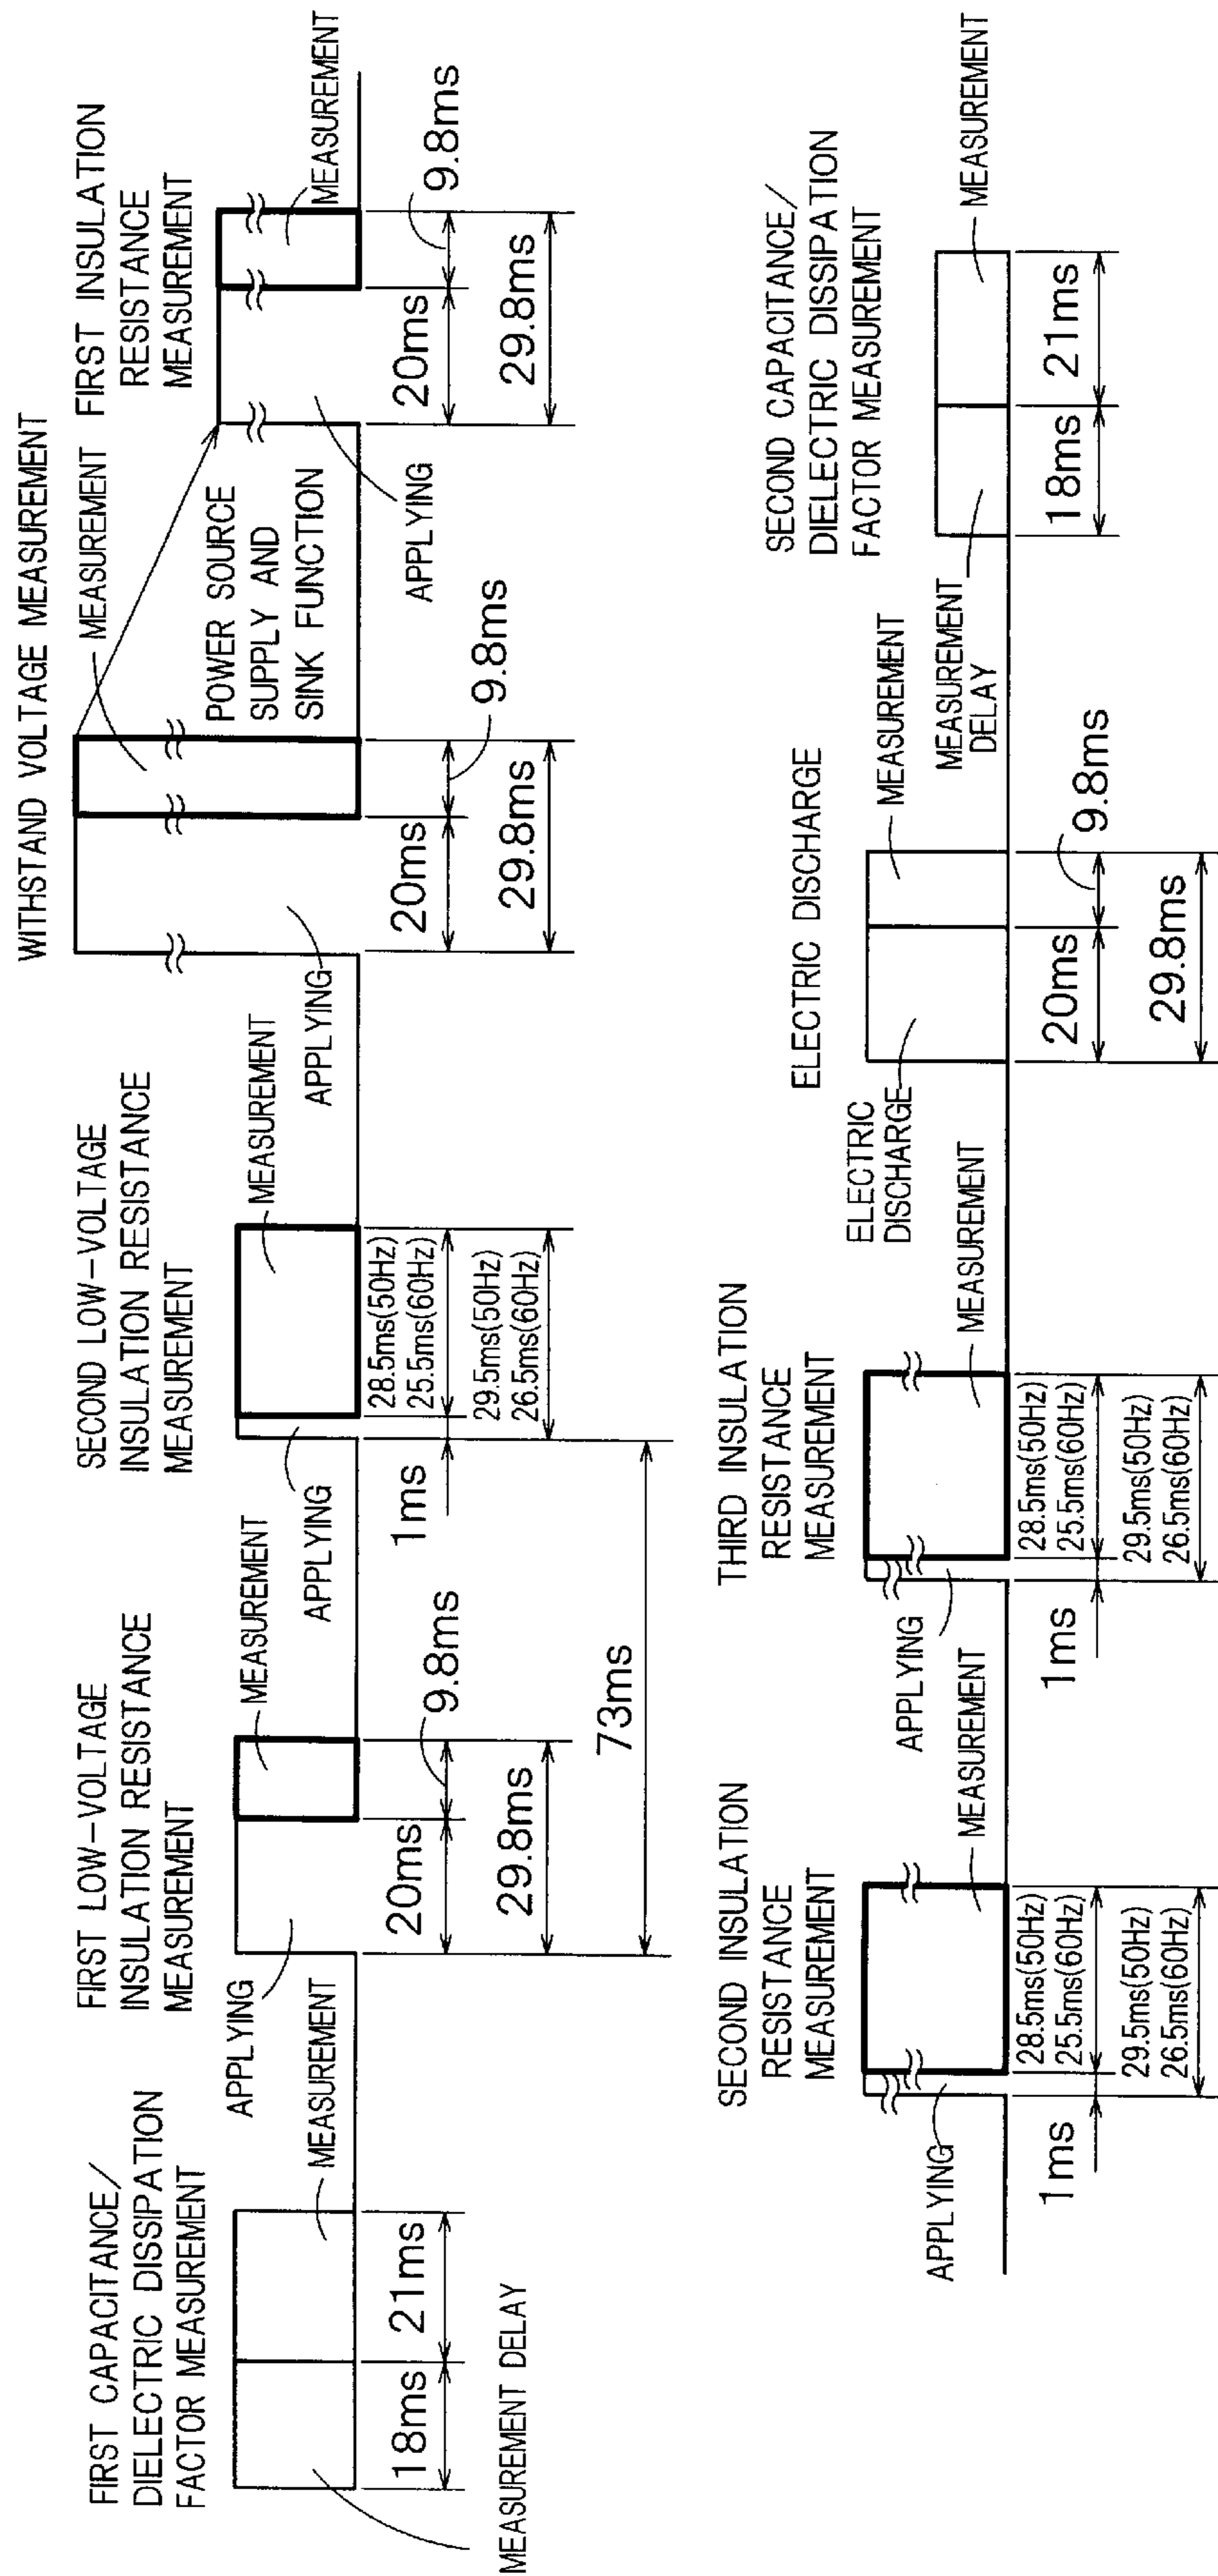 FIRST CAPACITANCE/
DIELECTRIC DISSIPATION
FACTOR MEASUREMENT
MEASUREMENT
18ms
21ms
MEASUREMENT DELAY
FIRST LOW-VOLTAGE
INSULATION RESISTANCE
MEASUREMENT
APPLYING
MEASUREMENT
20ms
9.8ms
29.8ms
73ms
SECOND LOW-VOLTAGE
INSULATION RESISTANCE
MEASUREMENT
APPLYING
MEASUREMENT
1ms
28.5ms(50Hz)
25.5ms(60Hz)
29.5ms(50Hz)
26.5ms(60Hz)
WITHSTAND VOLTAGE MEASUREMENT
MEASUREMENT
APPLYING
20ms
9.8ms
29.8ms
POWER SOURCE
SUPPLY AND
SINK FUNCTION
FIRST INSULATION
RESISTANCE
MEASUREMENT
MEASUREMENT
APPLYING
20ms
9.8ms
29.8ms
SECOND INSULATION
RESISTANCE
MEASUREMENT
APPLYING
MEASUREMENT
1ms
28.5ms(50Hz)
25.5ms(60Hz)
29.5ms(50Hz)
26.5ms(60Hz)
THIRD INSULATION
RESISTANCE
MEASUREMENT
APPLYING
MEASUREMENT
1ms
28.5ms(50Hz)
25.5ms(60Hz)
29.5ms(50Hz)
26.5ms(60Hz)
ELECTRIC DISCHARGE
ELECTRIC
DISCHARGE
MEASUREMENT
20ms
9.8ms
29.8ms
SECOND CAPACITANCE/
DIELECTRIC DISSIPATION
FACTOR MEASUREMENT
MEASUREMENT
DELAY
MEASUREMENT
18ms
21ms